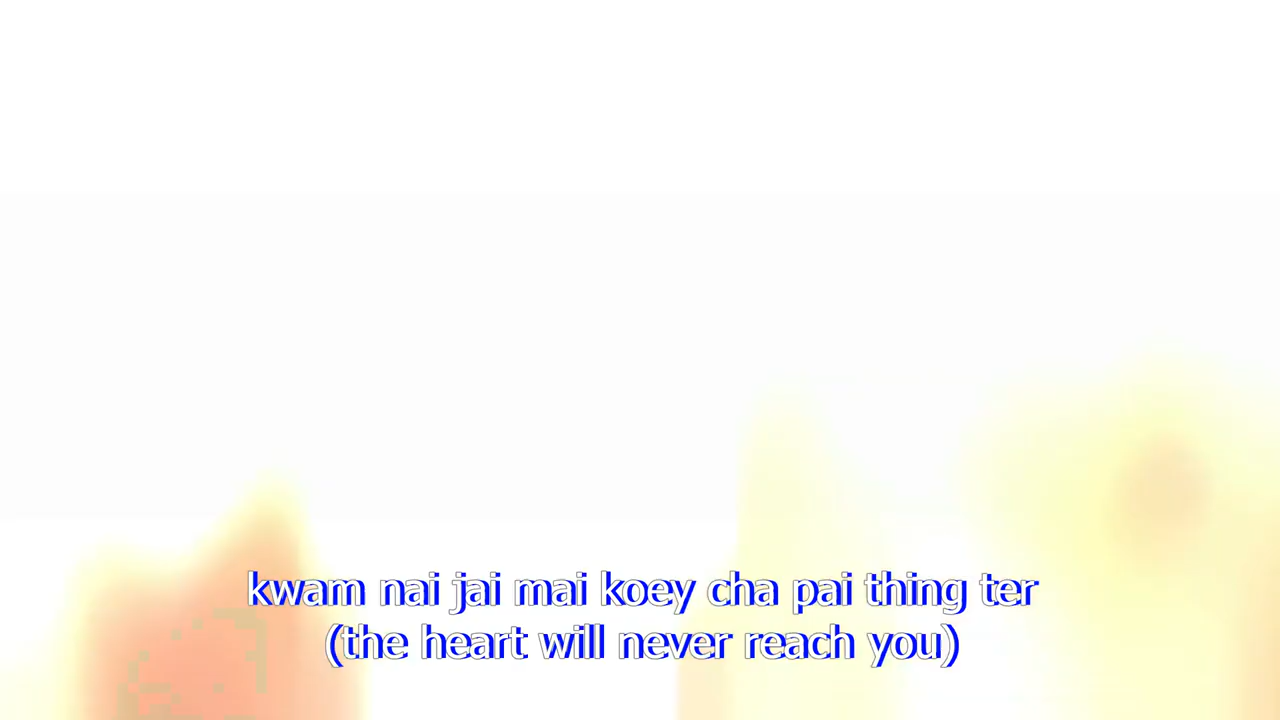 kwam nai jai mai koey cha pai thing ter
(the heart will never reach you)